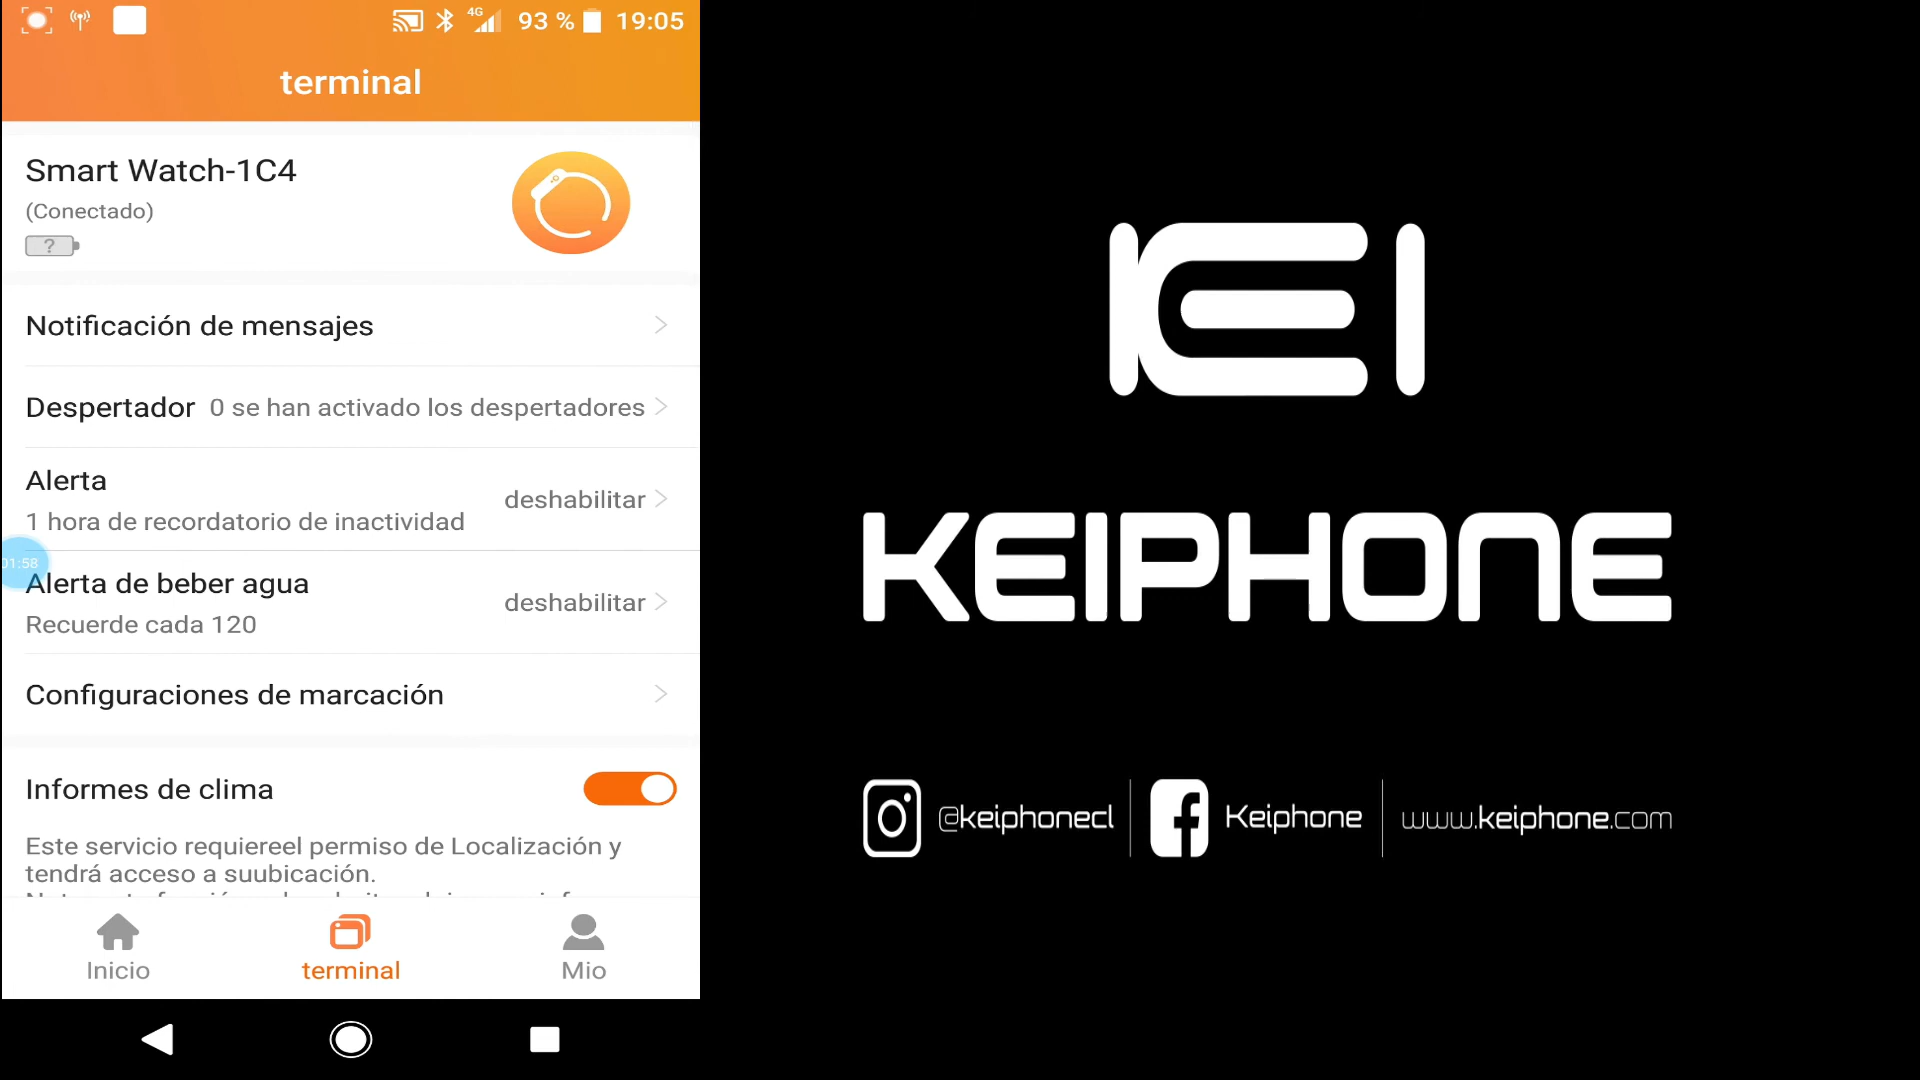 4G 93 % 19:05
terminal
Smart Watch-1C4
(Conectado)
?
Notificación de mensajes
Despertador 0 se han activado los despertadores
Alerta
1 hora de recordatorio de inactividad
deshabilitar
01:58
Alerta de beber agua
Recuerde cada 120
deshabilitar
Configuraciones de marcación
Informes de clima
Este servicio requiereel permiso de Localización y
tendrá acceso a suubicación.
Inicio
terminal
Mio
KEI
KEIPHONE
@keiphonecl
Keiphone
www.keiphone.com